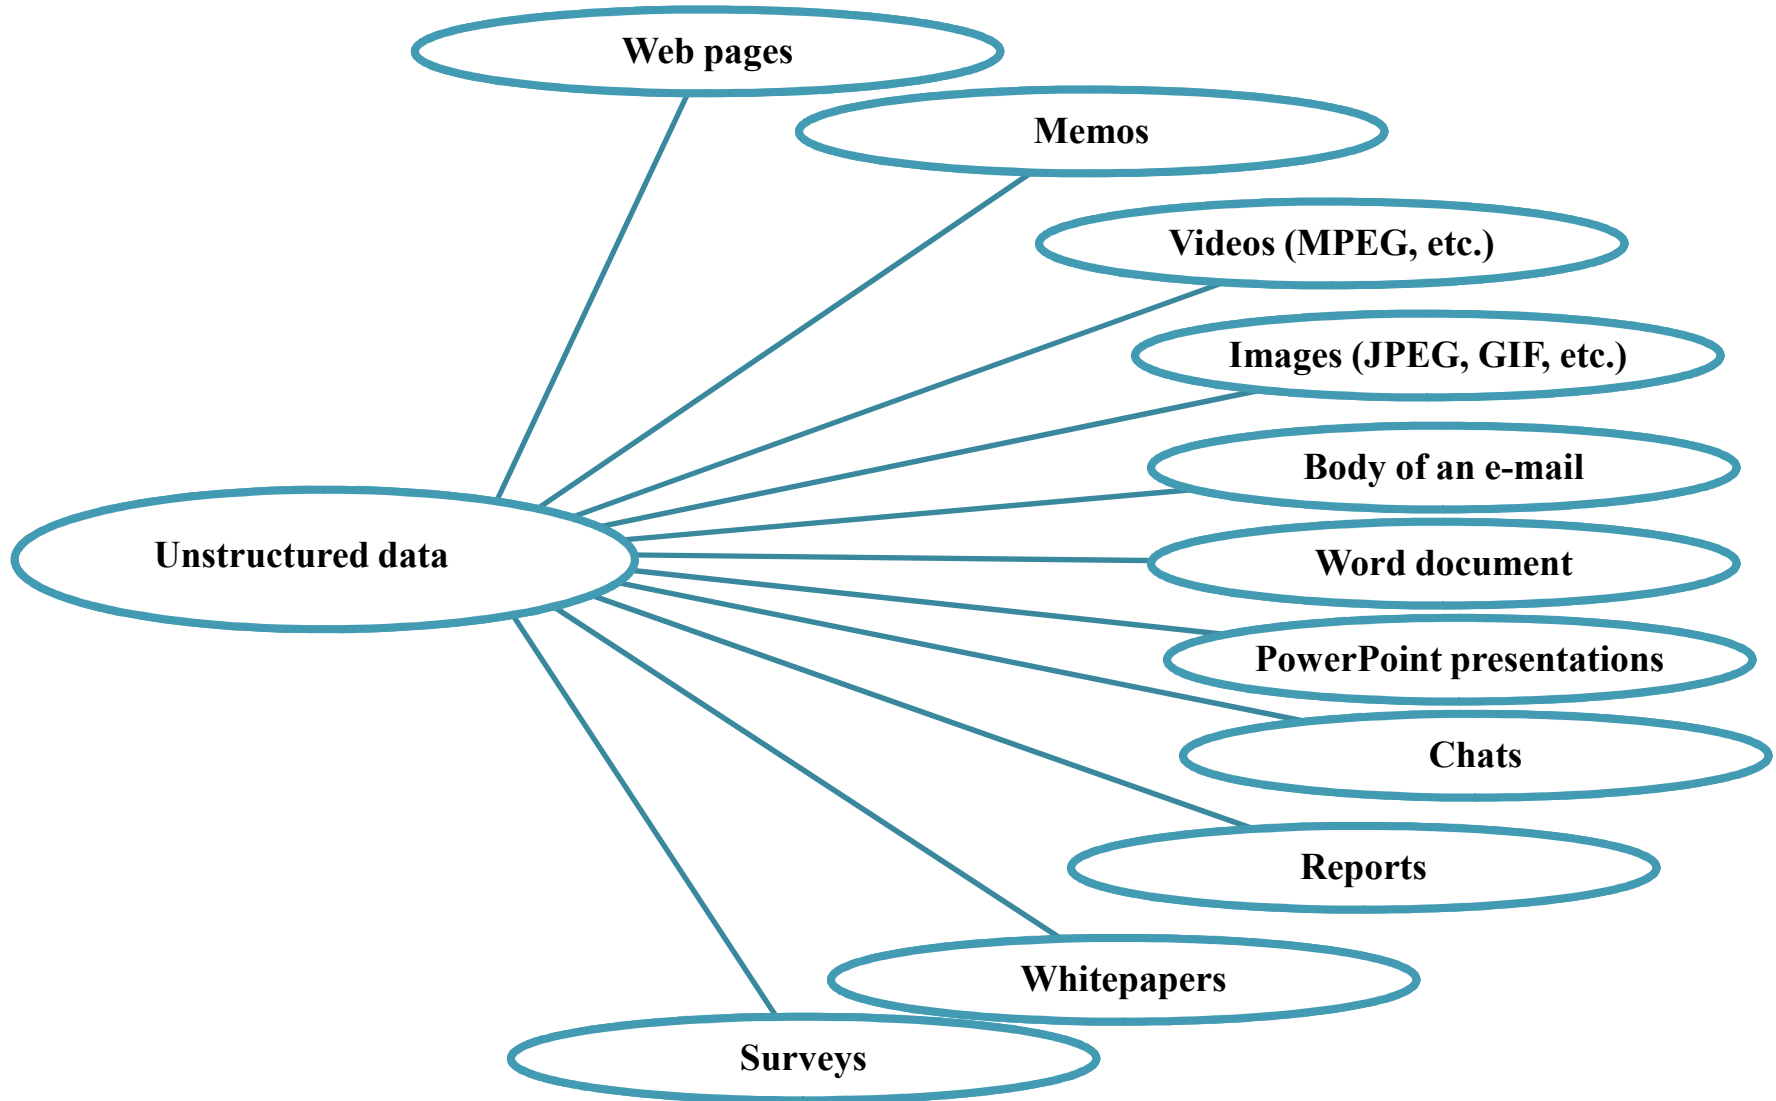 Web pages
Memos
Videos (MPEG, etc.)
Images (JPEG, GIF, etc.)
Body of an e-mail
Unstructured data
Word document
PowerPoint presentations
Chats
Reports
Whitepapers
Surveys